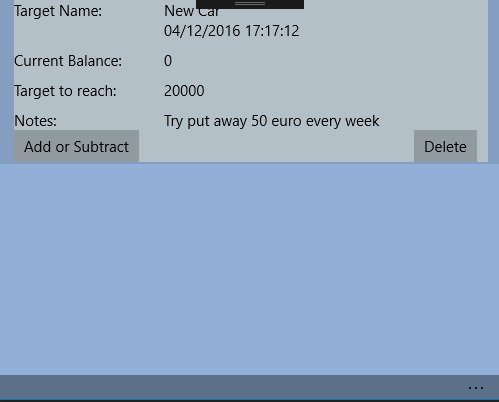 Target Name: New Car
04/12/2016 17:17:12
Current Balance: 0
Target to reach: 20000
Notes: Try put away 50 euro every week
Add or Subtract Delete
...